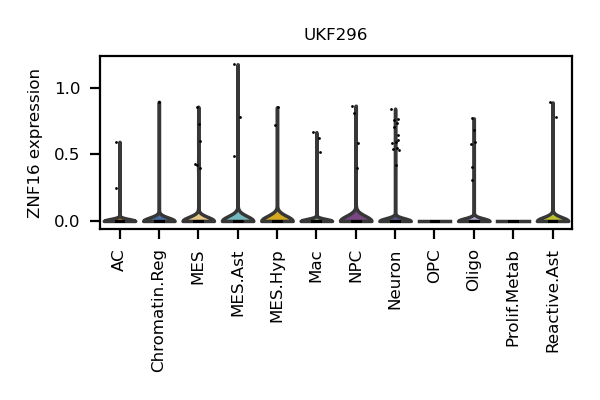 UKF296
ZNF16 expression
1.0
0.5
0.0
AC
Chromatin.Reg
MES
MES.Ast
MES.Hyp
Mac
NPC
Neuron
OPC
Oligo
Prolif.Metab
Reactive.Ast